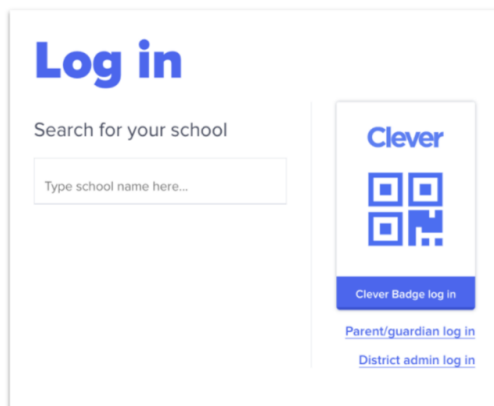 Log in
Search for your school
Type school name here...
Clever
Clever Badge log in
Parent/guardian log in
District admin log in